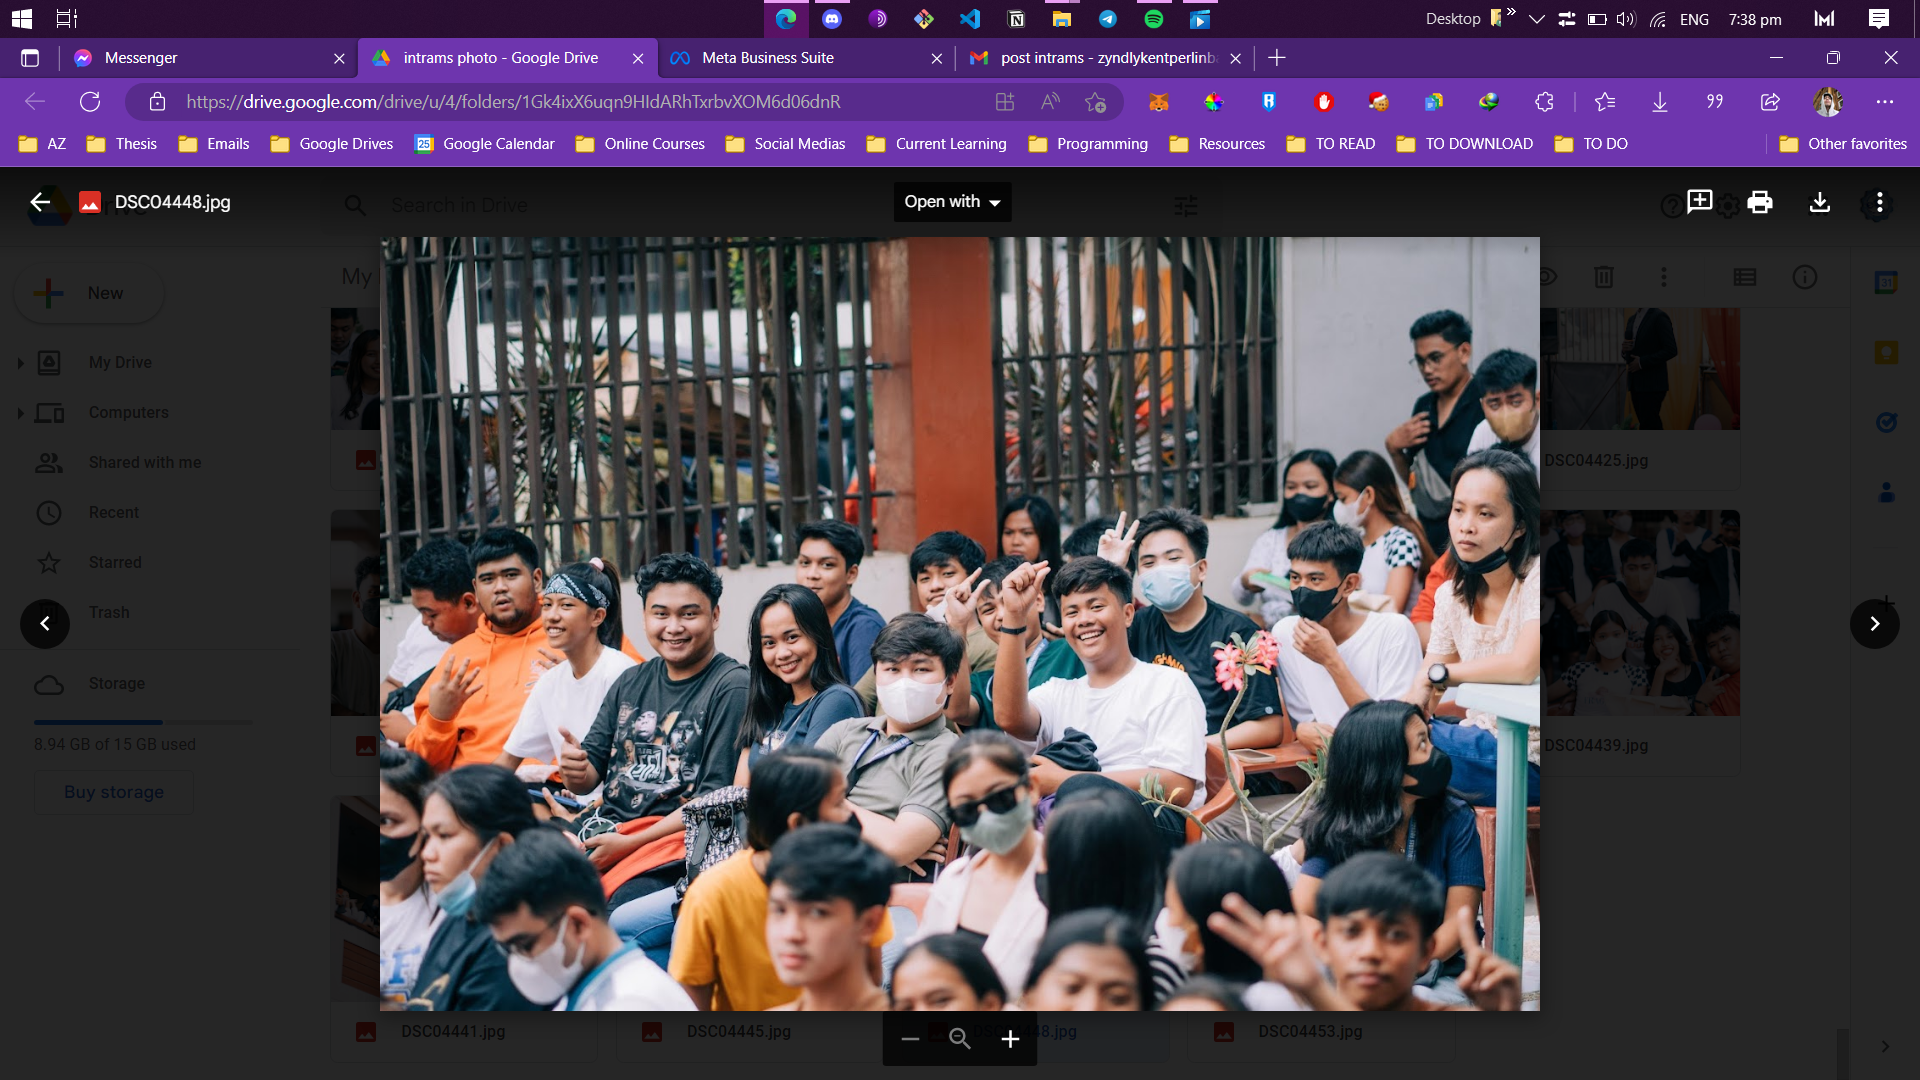 Desktop
»
ENG
7:38 pm
Messenger
intrams photo - Google Drive
Meta Business Suite
post intrams - zyndlykentperlinb
https://drive.google.com/drive/u/4/folders/1Gk4ixX6uqn9HIdARhTxrbvXOM6d06dnR
AZ
Thesis
Emails
Google Drives
25
Google Calendar
Online Courses
Social Medias
Current Learning
Programming
Resources
TO READ
TO DOWNLOAD
TO DO
Other favorites
DSC04448.jpg
Search in Drive
Open with
New
My
My Drive
Computers
Shared with me
Recent
Starred
Trash
Storage
8.94 GB of 15 GB used
Buy storage
DSC04425.jpg
DSC04439.jpg
DSC04441.jpg
DSC04445.jpg
DSC04453.jpg